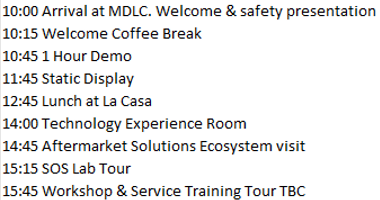 10:00 Arrival at MDLC. Welcome & safety presentation
10:15 Welcome Coffee Break
10:45 1 Hour Demo
11:45 Static Display
12:45 Lunch at La Casa
14:00 Technology Experience Room
14:45 Aftermarket Solutions Ecosystem visit
15:15 SOS Lab Tour
15:45 Workshop & Service Training Tour TBC